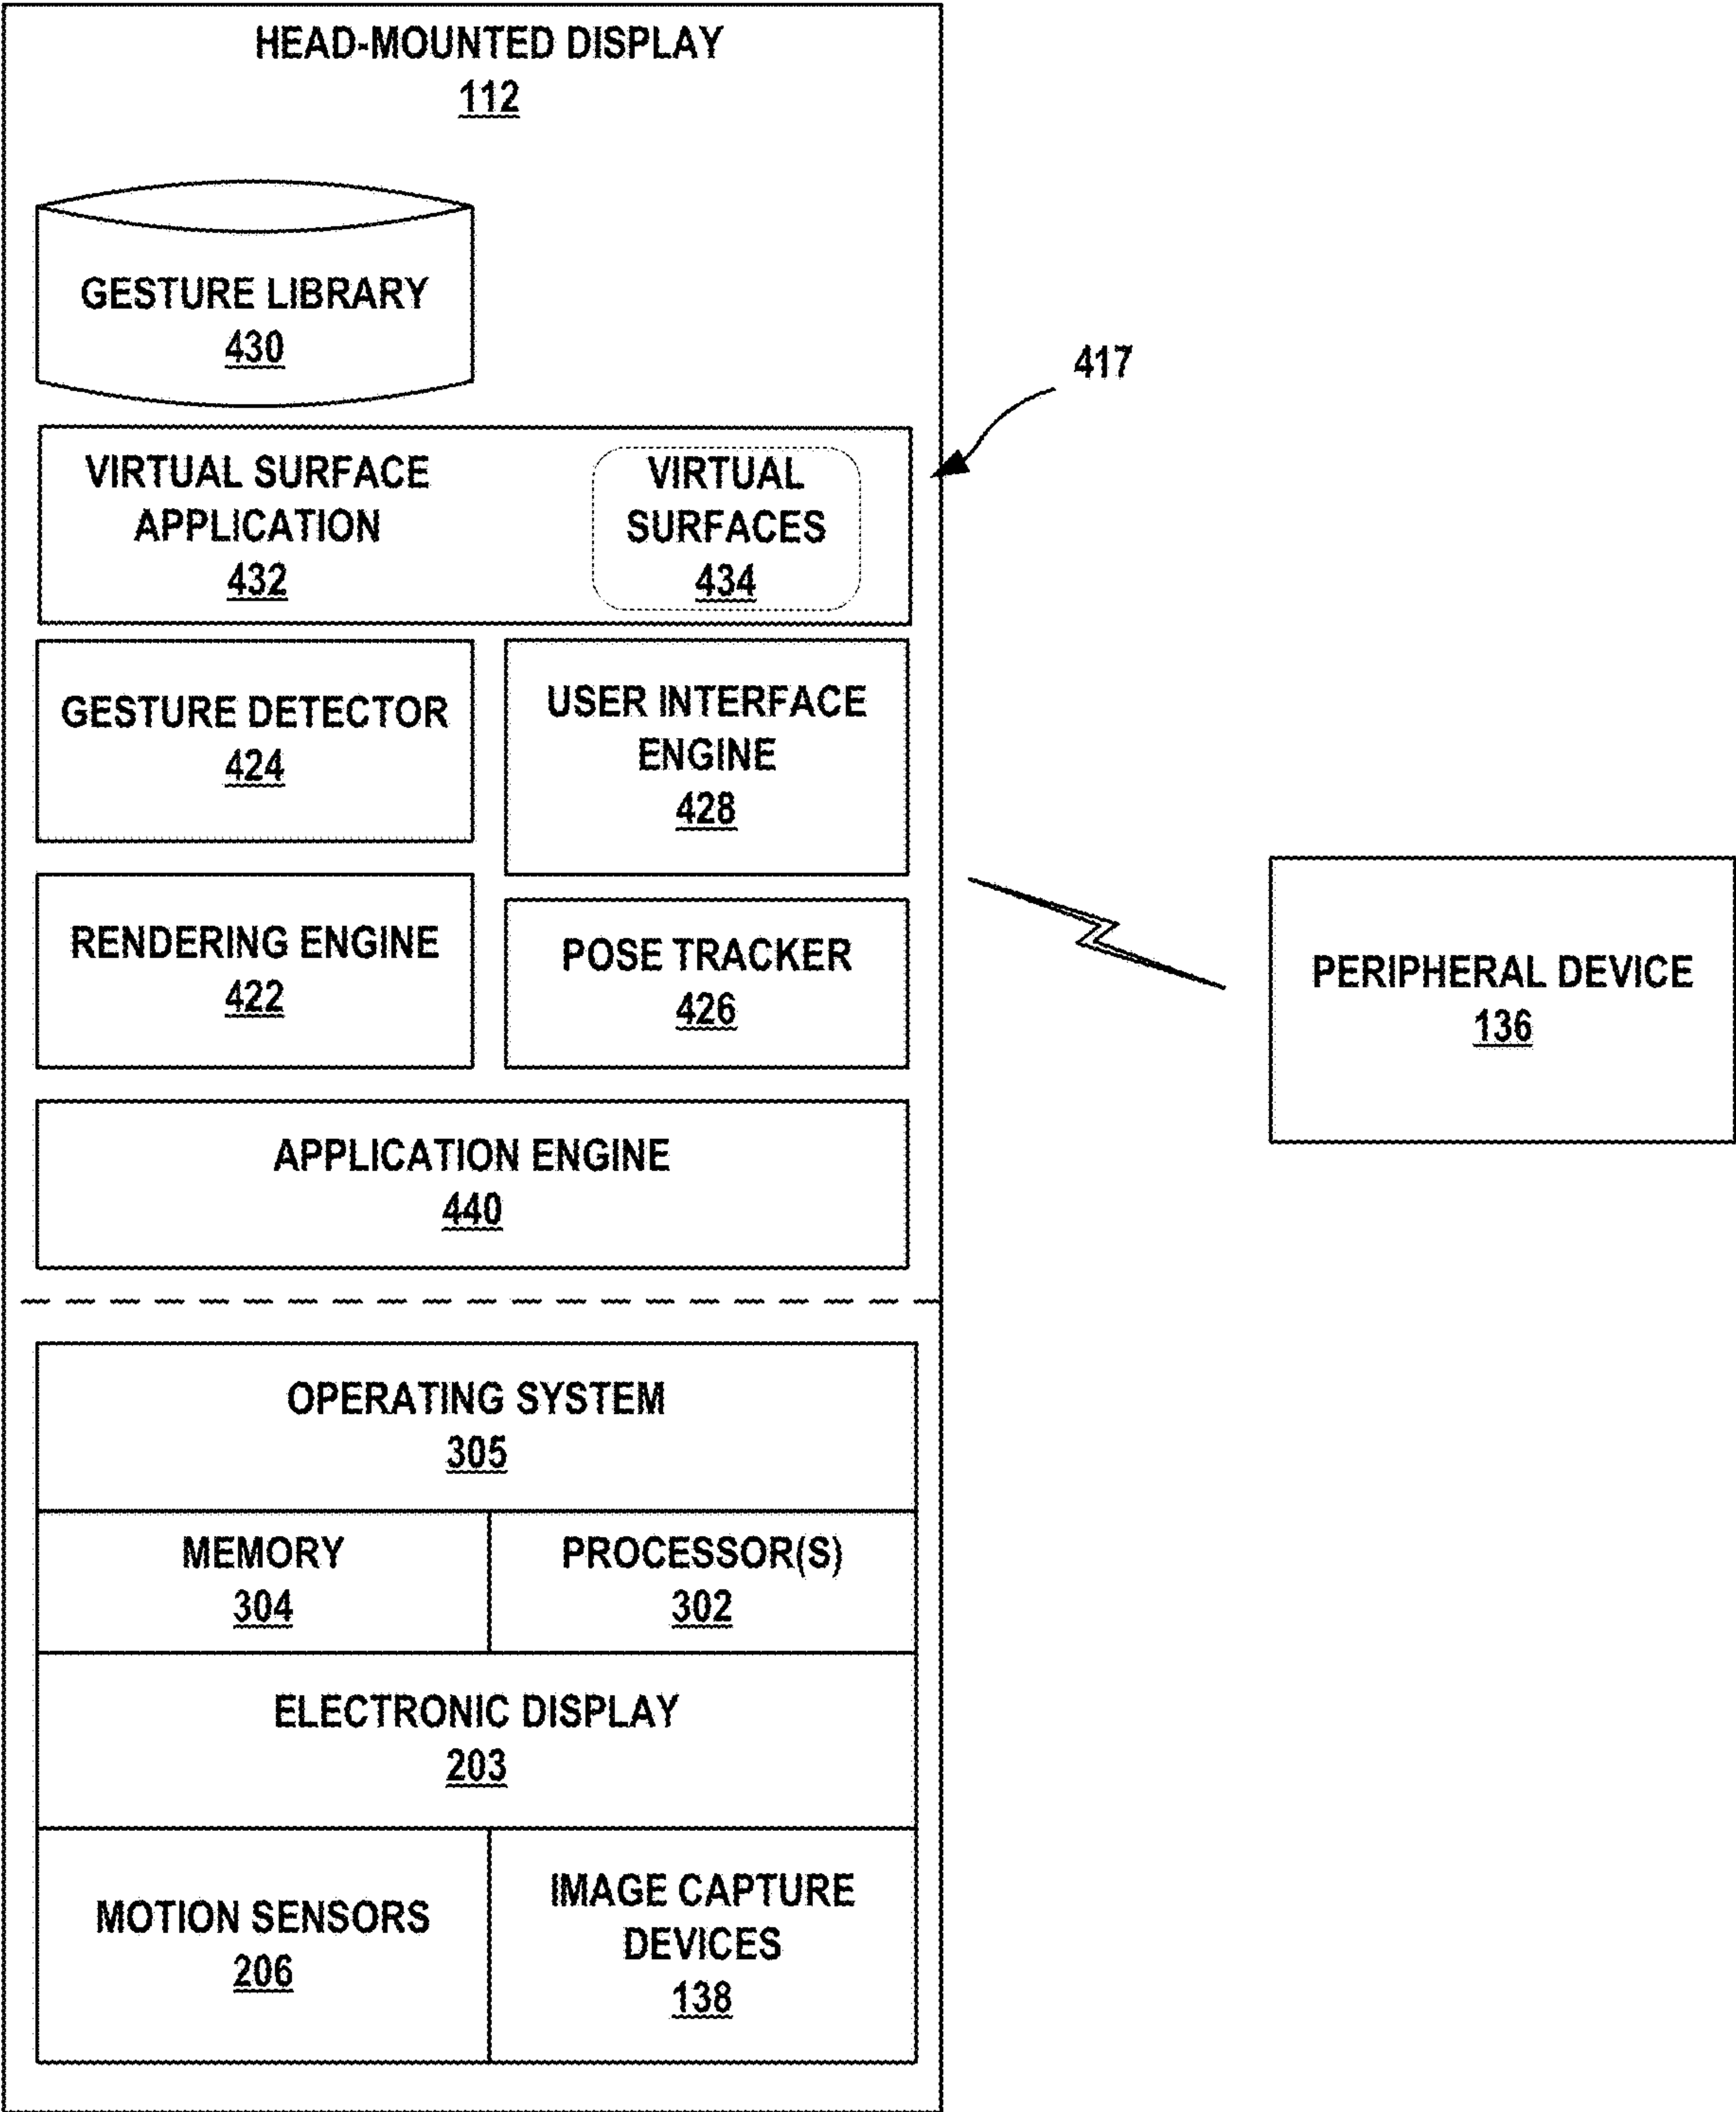 HEAD-MOUNTED DISPLAY
112
GESTURE LIBRARY
430
417
VIRTUAL SURFACE
APPLICATION
432
VIRTUAL
SURFACES
434
GESTURE DETECTOR
424
USER INTERFACE
ENGINE
428
RENDERING ENGINE
422
POSE TRACKER
426
PERIPHERAL DEVICE
136
APPLICATION ENGINE
440
OPERATING SYSTEM
305
MEMORY
304
PROCESSOR(S)
302
ELECTRONIC DISPLAY
203
MOTION SENSORS
206
IMAGE CAPTURE
DEVICES
138